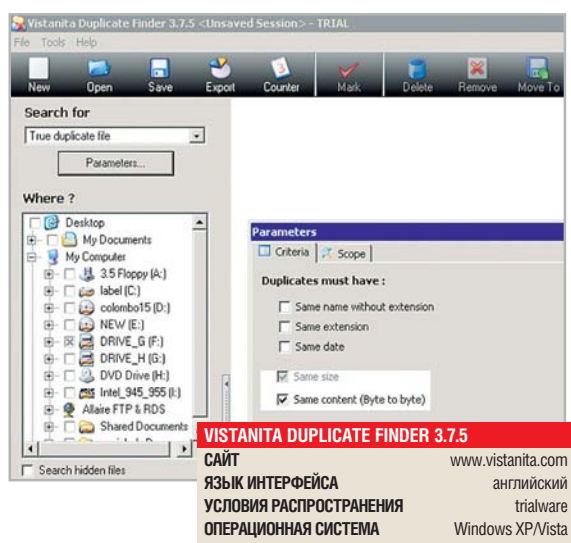 Vistanita Duplicate Finder 3.7.5 <Unsaved Session> - TRIAL
File Tools Help
New Open Save Export Counter Mark Delete Remove Move To
Search for
True duplicate file
Parameters...
Where ?
Desktop
My Documents
My Computer
3.5 Floppy (A:)
label (C:)
colombo15 (D:)
NEW (E:)
DRIVE_G (F:)
DRIVE_H (G:)
DVD Drive (H:)
Intel_945_955 (I:)
Allaire FTP & RDS
Shared Documents
Search hidden files
Parameters
Criteria Scope
Duplicates must have :
Same name without extension
Same extension
Same date
Same size
Same content (Byte to byte)
VISTANITA DUPLICATE FINDER 3.7.5
САЙТ www.vistanita.com
ЯЗЫК ИНТЕРФЕЙСА английский
УСЛОВИЯ РАСПРОСТРАНЕНИЯ trialware
ОПЕРАЦИОННАЯ СИСТЕМА Windows XP/Vista